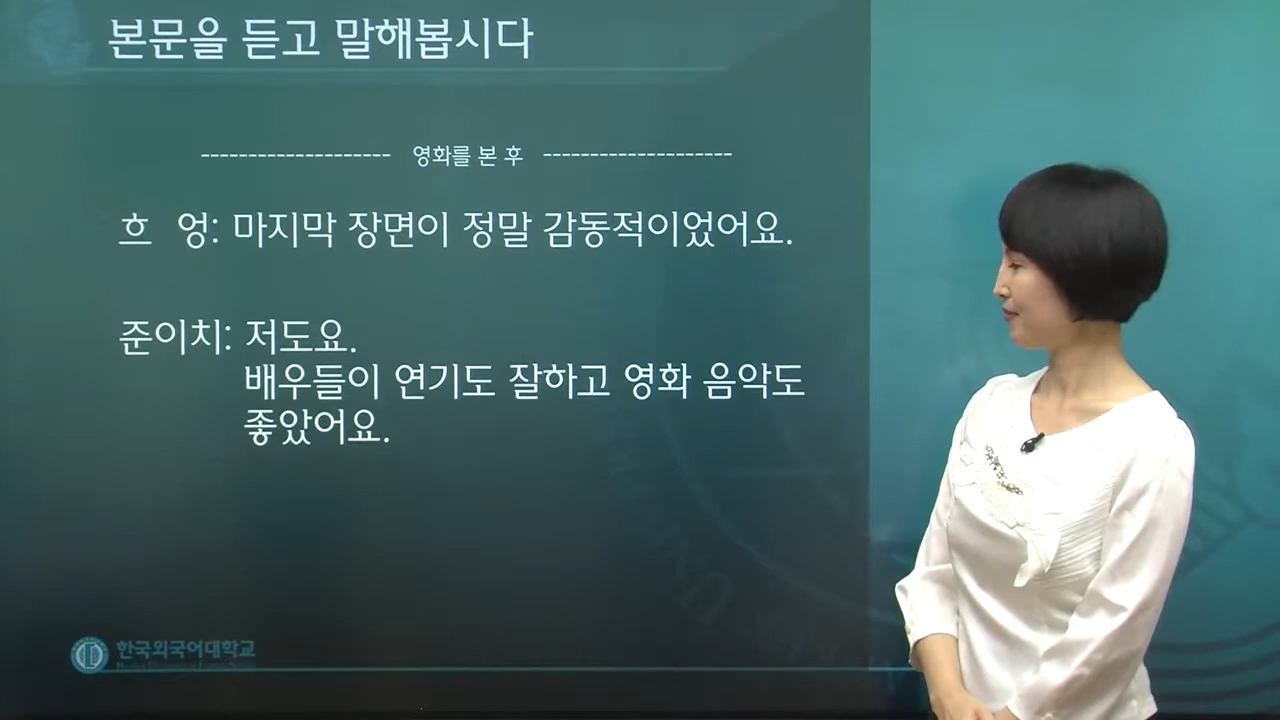 본문을 듣고 말해봅시다
-------------------- 영화를 본 후 --------------------
흐 엉: 마지막 장면이 정말 감동적이었어요.
준이치: 저도요.
배우들이 연기도 잘하고 영화 음악도
좋았어요.
한국외국어대학교